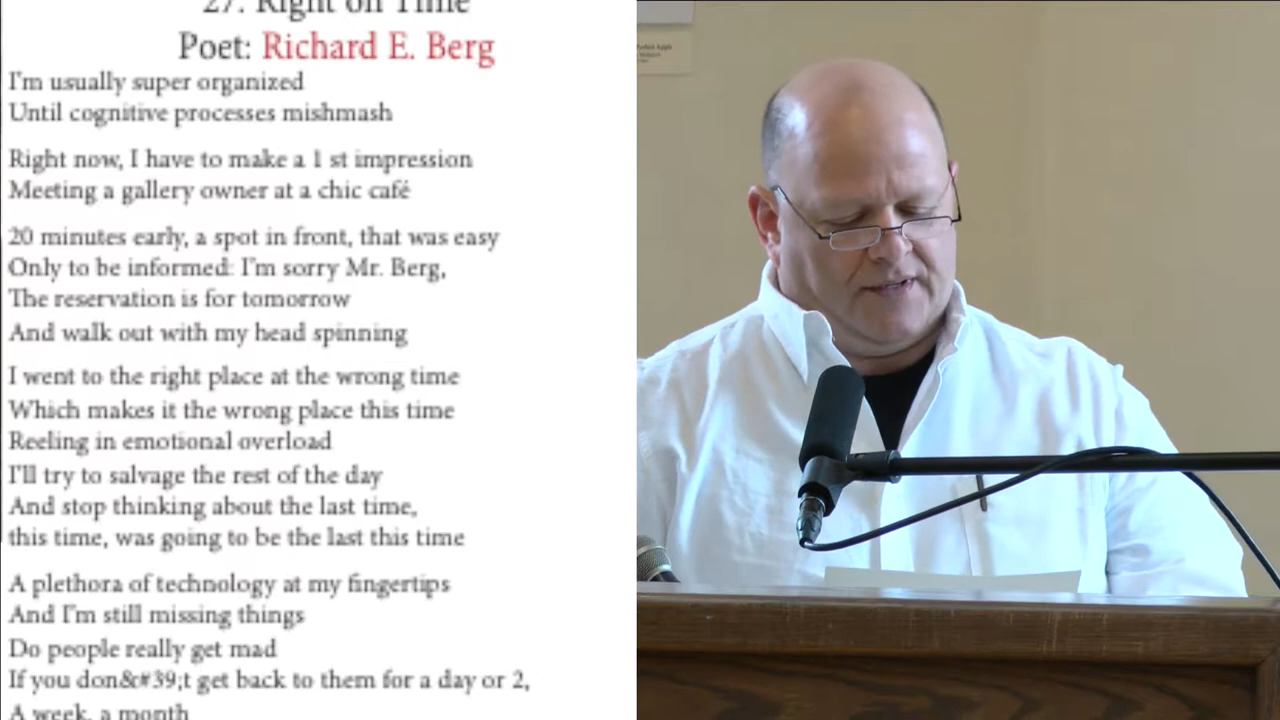 27. Right on Time
Poet: Richard E. Berg
I'm usually super organized
Until cognitive processes mishmash
Right now, I have to make a 1 st impression
Meeting a gallery owner at a chic café
20 minutes early, a spot in front, that was easy
Only to be informed: I'm sorry Mr. Berg,
The reservation is for tomorrow
And walk out with my head spinning
I went to the right place at the wrong time
Which makes it the wrong place this time
Reeling in emotional overload
I'll try to salvage the rest of the day
And stop thinking about the last time,
this time, was going to be the last this time
A plethora of technology at my fingertips
And I'm still missing things
Do people really get mad
If you don&#39;t get back to them for a day or 2,
A week, a month